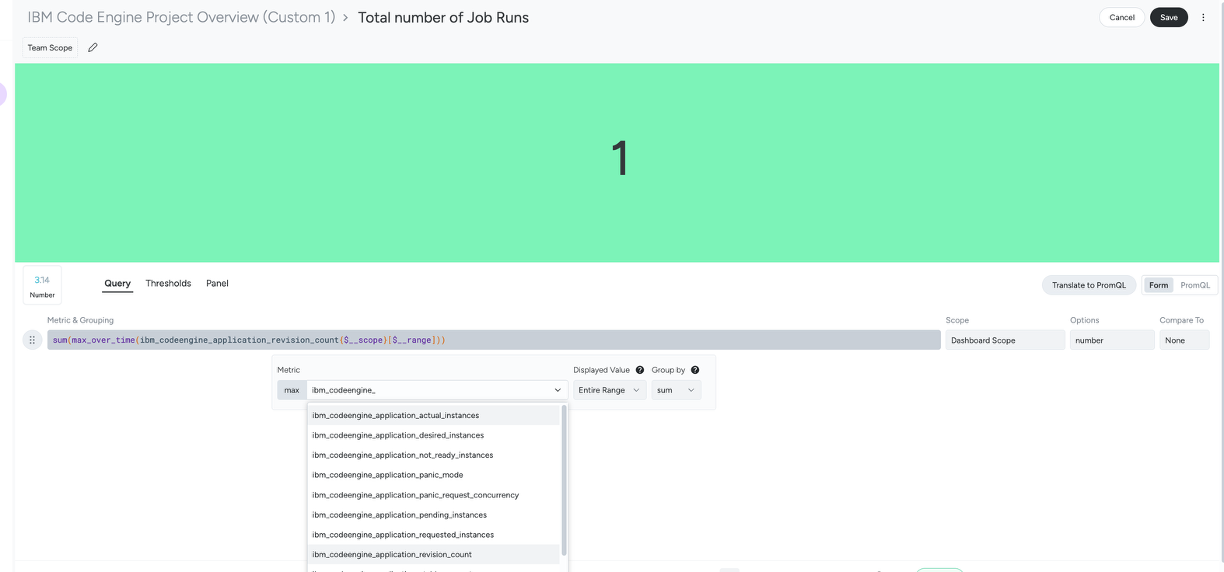 IBM Code Engine Project Overview (Custom 1) > Total number of Job Runs
Cancel
Save
Team Scope
1
3.14
Number
Query
Thresholds
Panel
Translate to PromQL
Form
PromQL
Metric & Grouping
Scope
Options
Compare To
sum(max_over_time(ibm_codeengine_application_revision_count{$__scope}[$__range]))
Dashboard Scope
number
None
Metric
Displayed Value ?
Group by ?
max
ibm_codeengine_
Entire Range
sum
ibm_codeengine_application_actual_instances
ibm_codeengine_application_desired_instances
ibm_codeengine_application_not_ready_instances
ibm_codeengine_application_panic_mode
ibm_codeengine_application_panic_request_concurrency
ibm_codeengine_application_pending_instances
ibm_codeengine_application_requested_instances
ibm_codeengine_application_revision_count